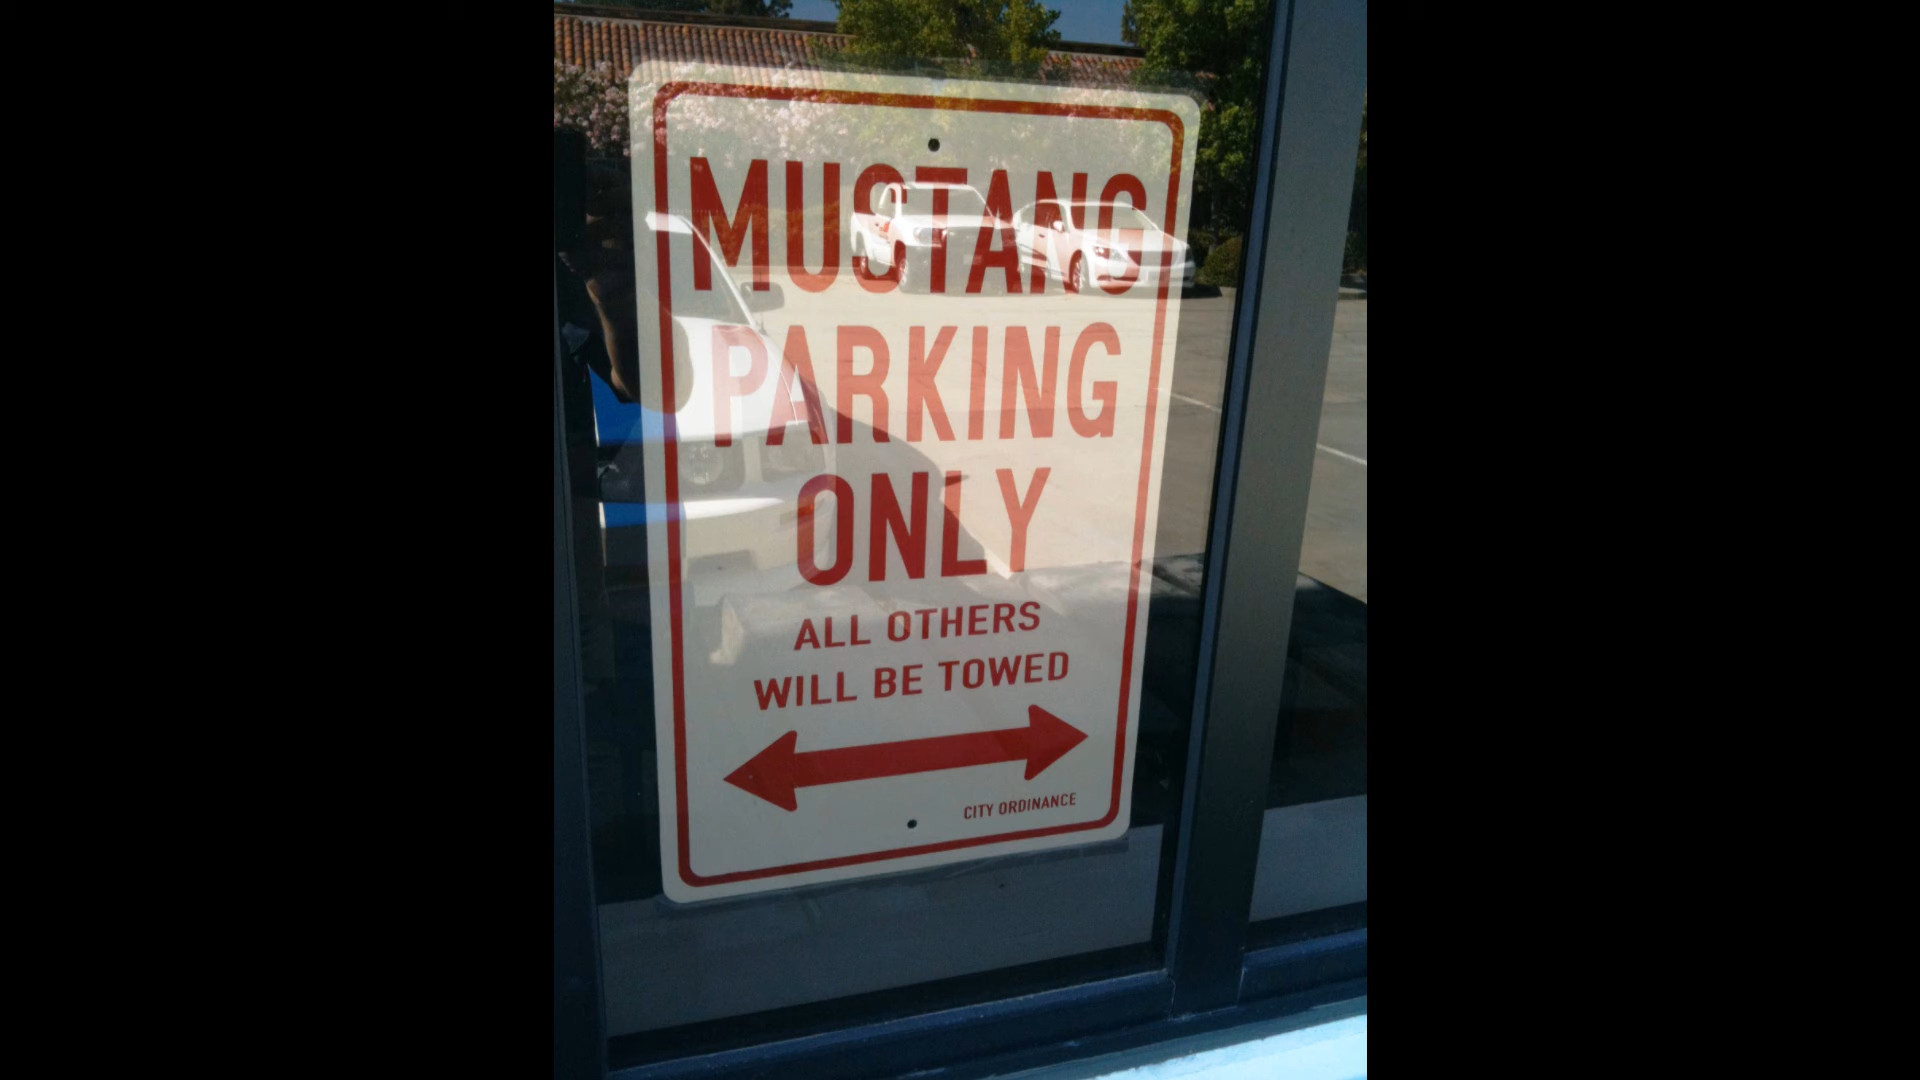 MUSTANG
PARKING
ONLY
ALL OTHERS
WILL BE TOWED
CITY ORDINANCE